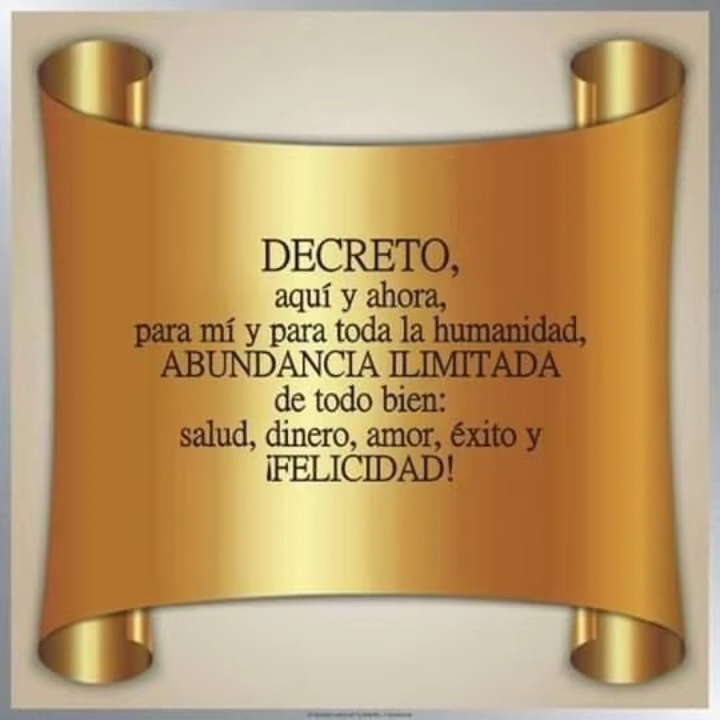 DECRETO,
aquí y ahora,
para mí y para toda la humanidad,
ABUNDANCIA ILIMITADA
de todo bien:
salud, dinero, amor, éxito y
¡FELICIDAD!